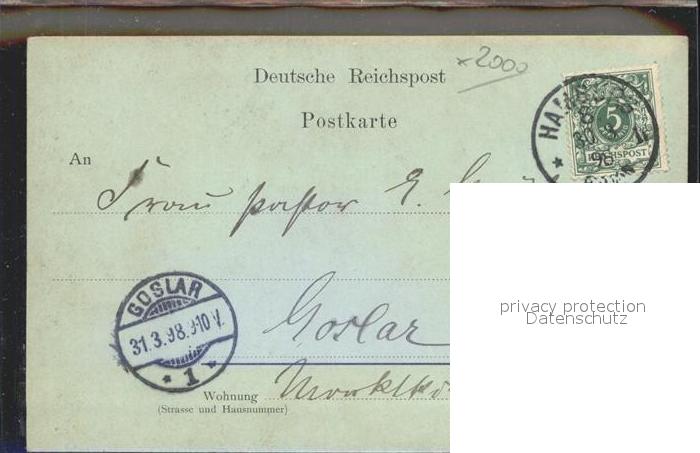 ×2000
Deutsche Reichspost
Postkarte
5
REICHSPOST
98
An
Frau Pastor E.
privacy protection
Datenschutz
GOSLAR
31.3.98.9-10 V.
* 1 *
Goslar
Wohnung
(Strasse und Hausnummer)